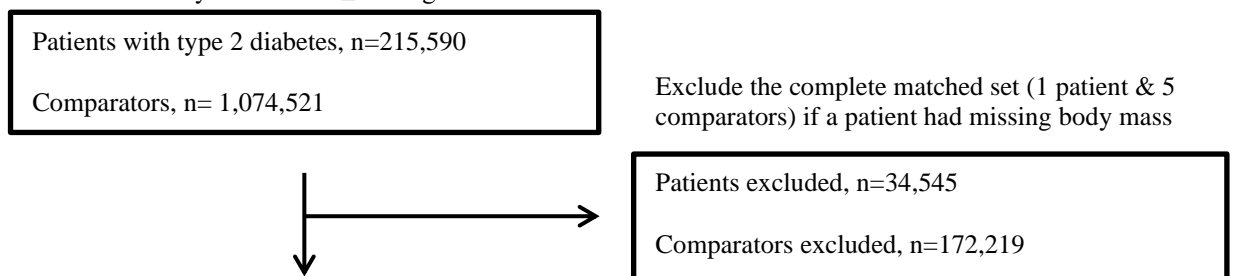 Patients with type 2 diabetes, n=215,590
Comparators, n= 1,074,521
Exclude the complete matched set (1 patient & 5
comparators) if a patient had missing body mass
Patients excluded, n=34,545
Comparators excluded, n=172,219